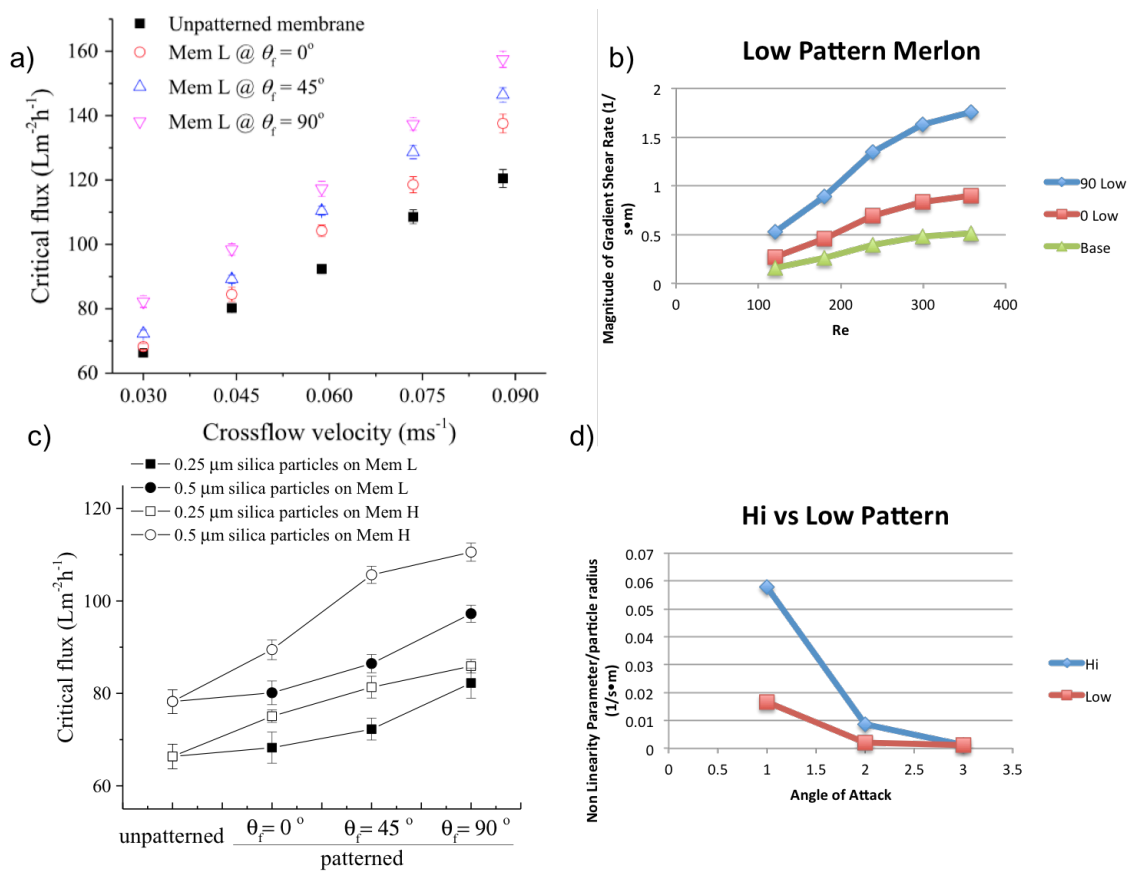 a)
Unpatterned membrane
Mem L @ θf = 0°
Mem L @ θf = 45°
Mem L @ θf = 90°
Critical flux (Lm-2h-1)
160
140
120
100
80
60
0.030 0.045 0.060 0.075 0.090
Crossflow velocity (ms-1)
b)
Low Pattern Merlon
Magnitude of Gradient Shear Rate (1/
s•m)
2
1.5
1
0.5
0
0 100 200 300 400
Re
90 Low
0 Low
Base
c)
0.25 μm silica particles on Mem L
0.5 μm silica particles on Mem L
0.25 μm silica particles on Mem H
0.5 μm silica particles on Mem H
Critical flux (Lm-2h-1)
120
100
80
60
unpatterned θf= 0 ° θf= 45 ° θf= 90 °
patterned
d)
Hi vs Low Pattern
Non Linearity Parameter/particle radius
(1/s•m)
0.07
0.06
0.05
0.04
0.03
0.02
0.01
0
0 0.5 1 1.5 2 2.5 3 3.5
Angle of Attack
Hi
Low